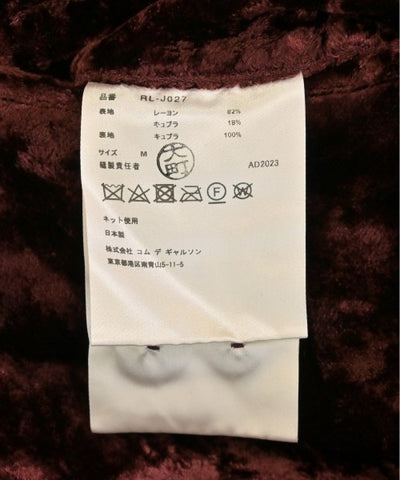 品番 RL-J027
表地 レーヨン 82%
キュプラ 18%
裏地 キュプラ 100%
サイズ M
縫製責任者 大町 AD2023
ネット使用
日本製
株式会社 コム デ ギャルソン
東京都港区南青山5-11-5